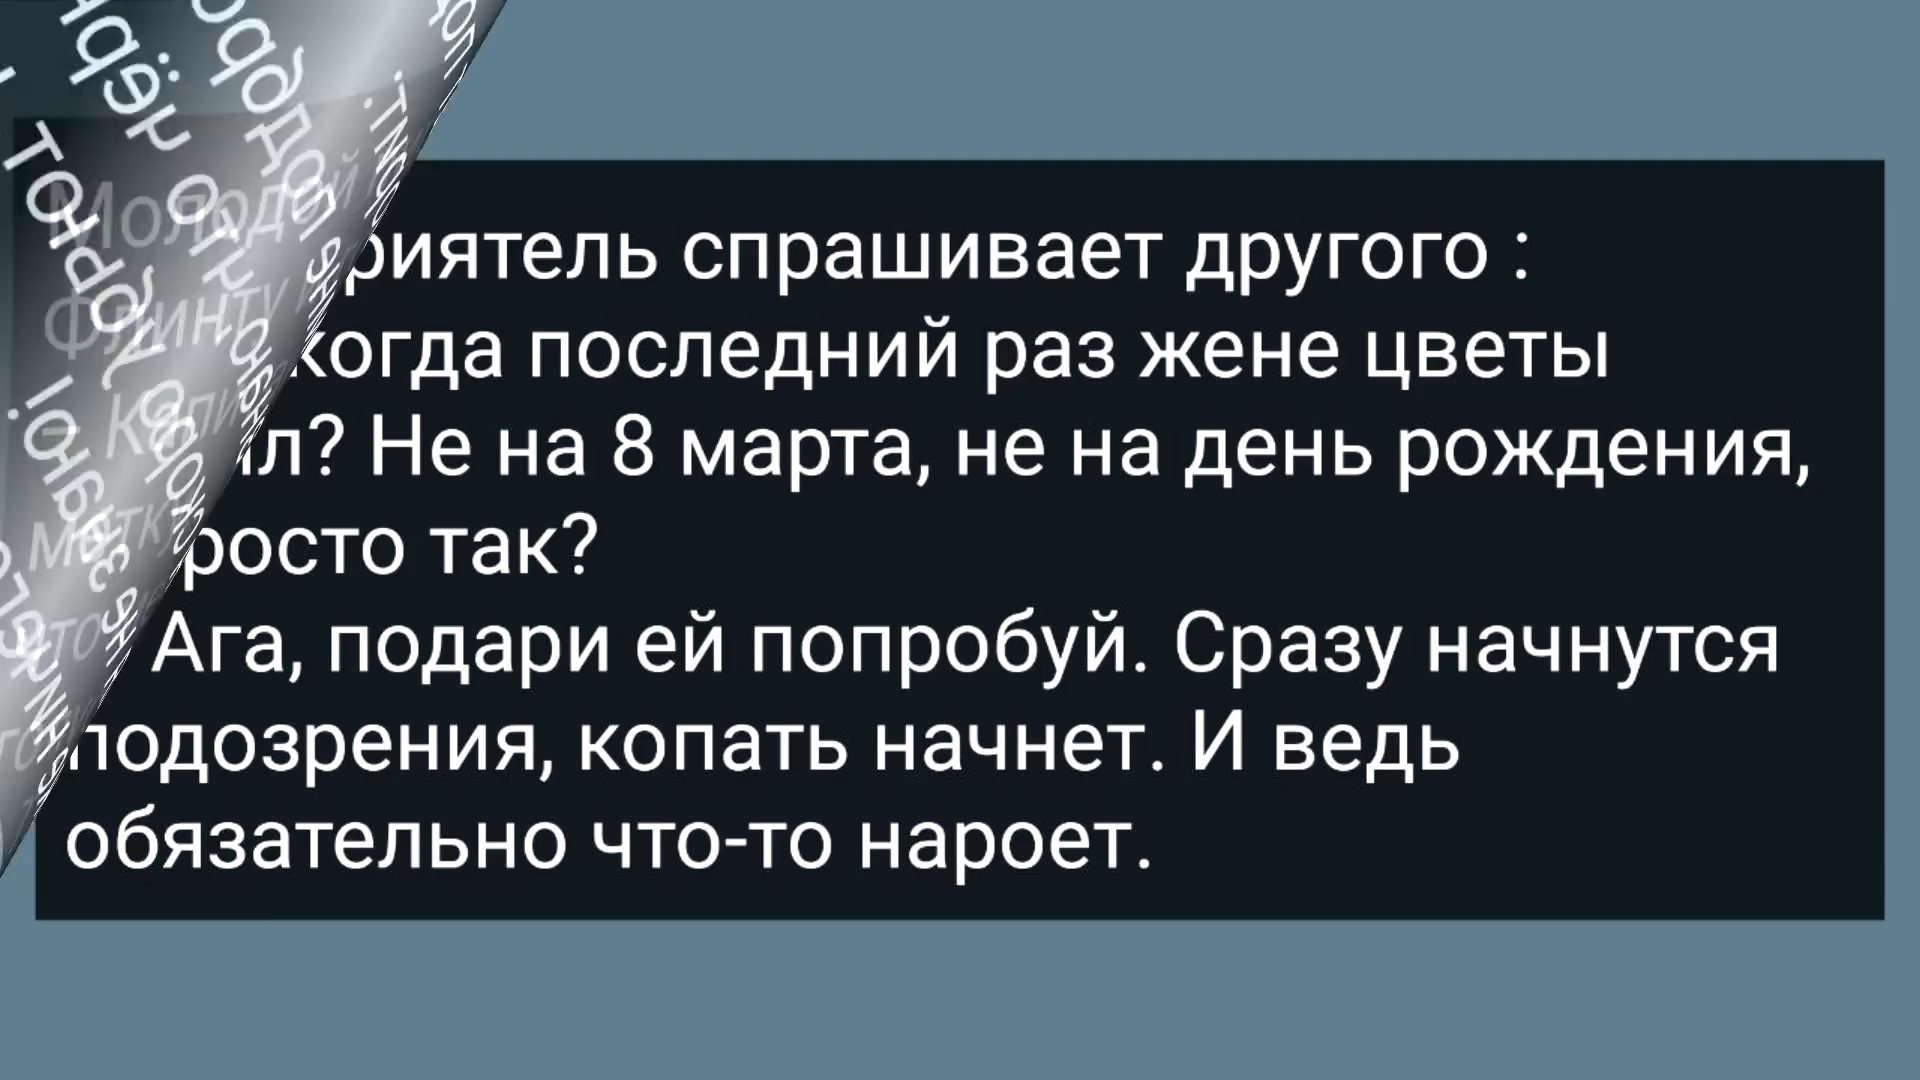 риятель спрашивает другого :
когда последний раз жене цветы
л? Не на 8 марта, не на день рождения,
росто так?
Ага, подари ей попробуй. Сразу начнутся
подозрения, копать начнет. И ведь
обязательно что-то нароет.